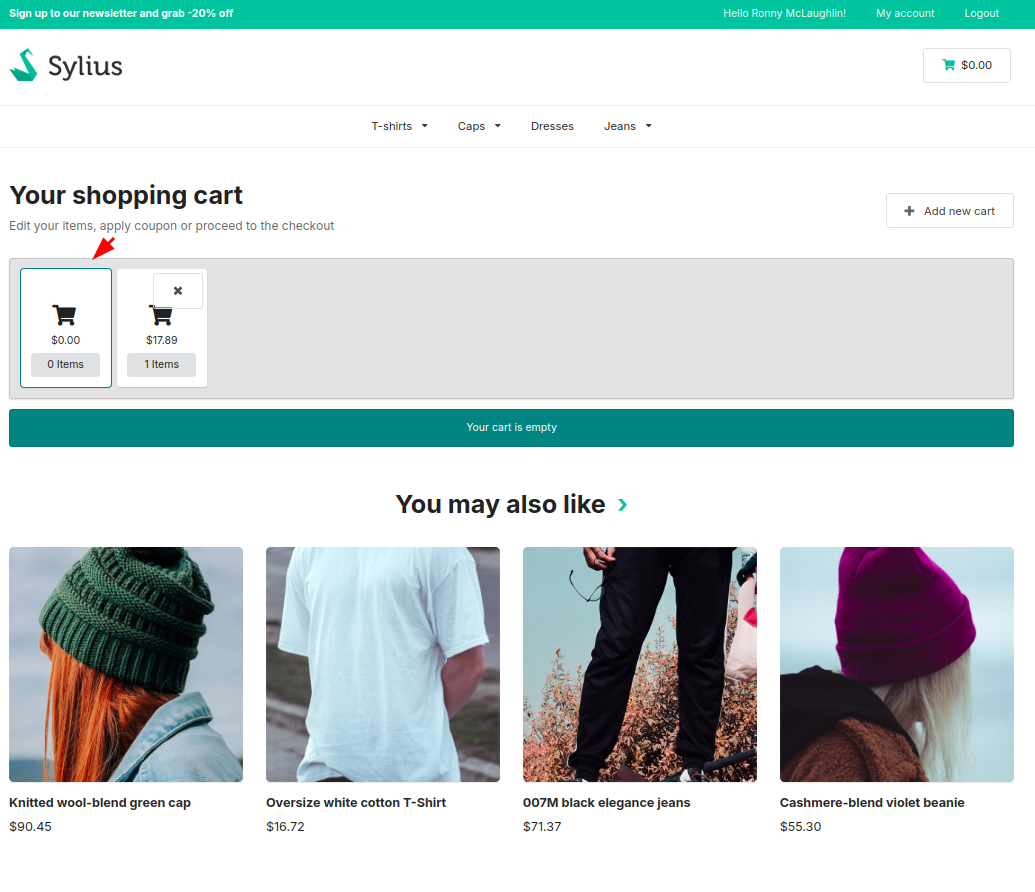 Sign up to our newsletter and grab -20% off
Hello Ronny McLaughlin! My account Logout
Sylius
$0.00
T-shirts Caps Dresses Jeans
Your shopping cart
Edit your items, apply coupon or proceed to the checkout
Add new cart
$0.00
0 Items
$17.89
1 Items
Your cart is empty
You may also like
Knitted wool-blend green cap
$90.45
Oversize white cotton T-Shirt
$16.72
007M black elegance jeans
$71.37
Cashmere-blend violet beanie
$55.30